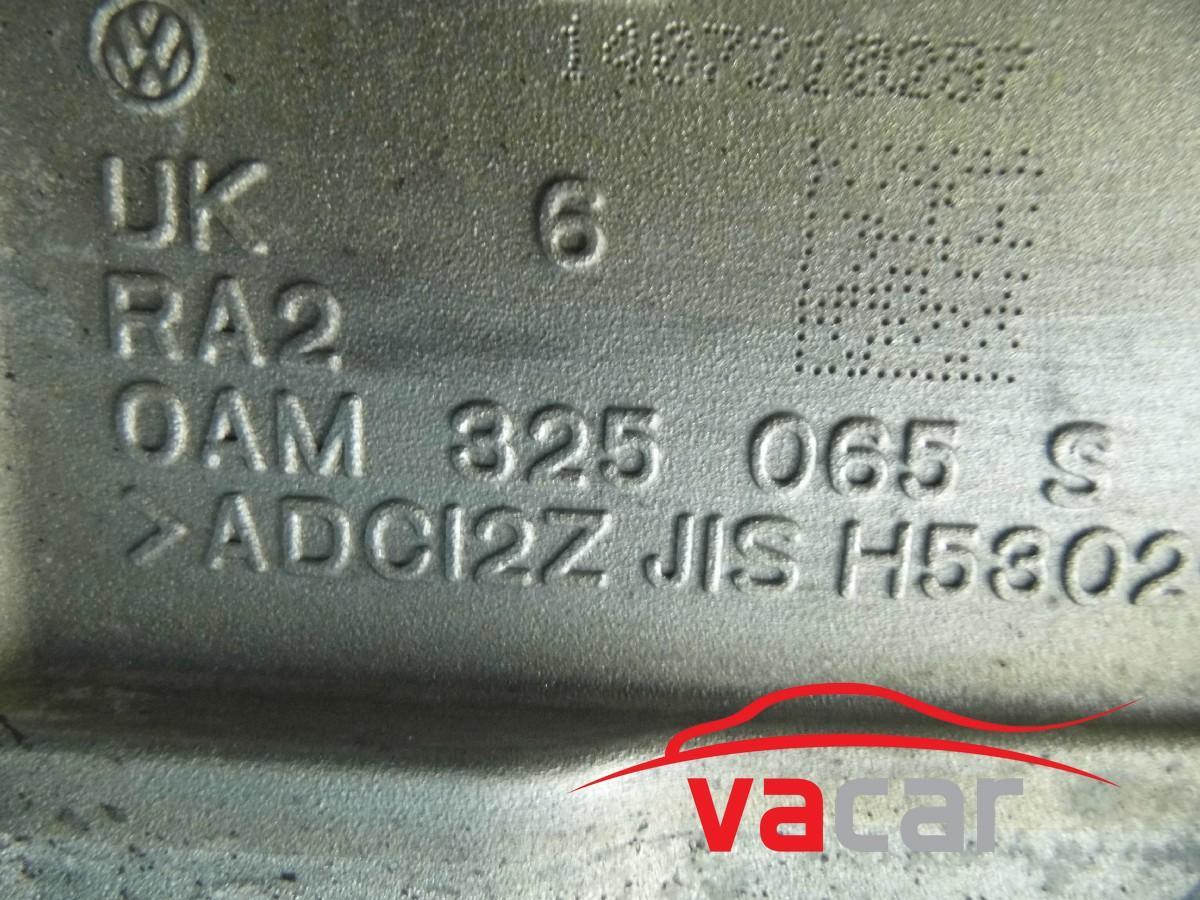 UK 6
RA2
0AM 325 065 S
>ADC12Z JIS H5302
vacar